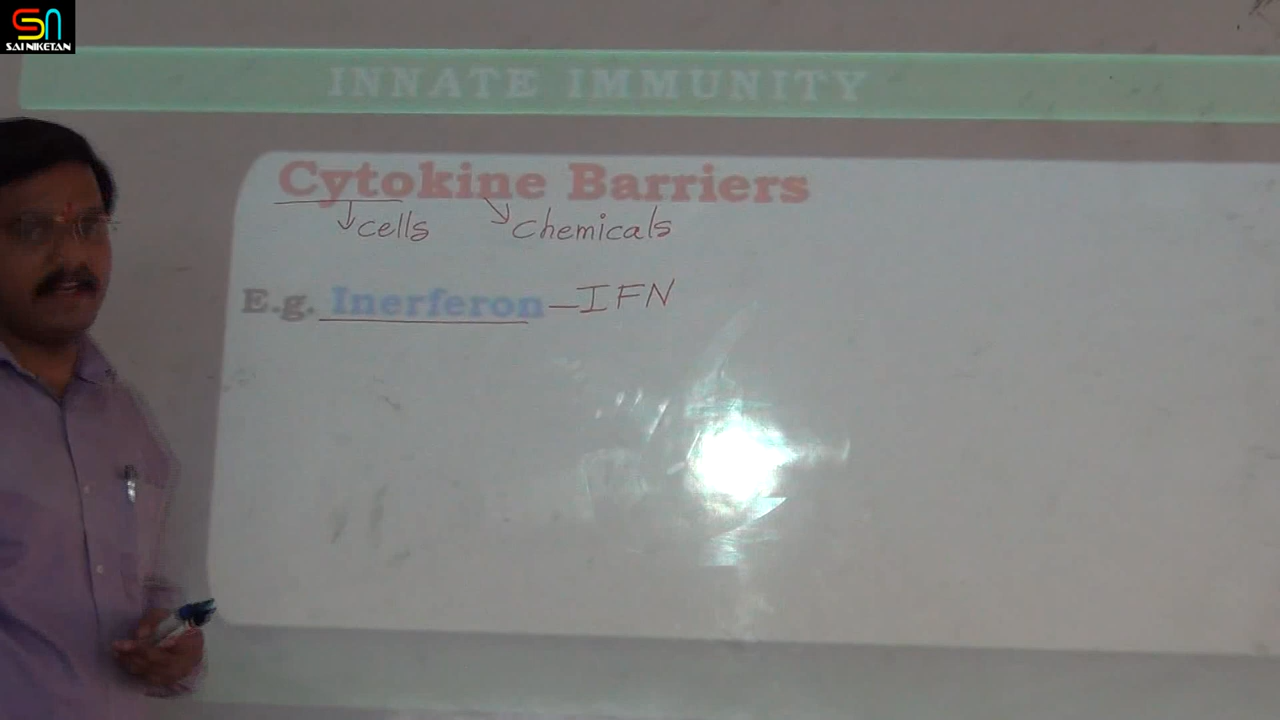 SN
SAI NIKETAN
INNATE IMMUNITY
Cytokine Barriers
cells chemicals
E.g. Inerferon – IFN